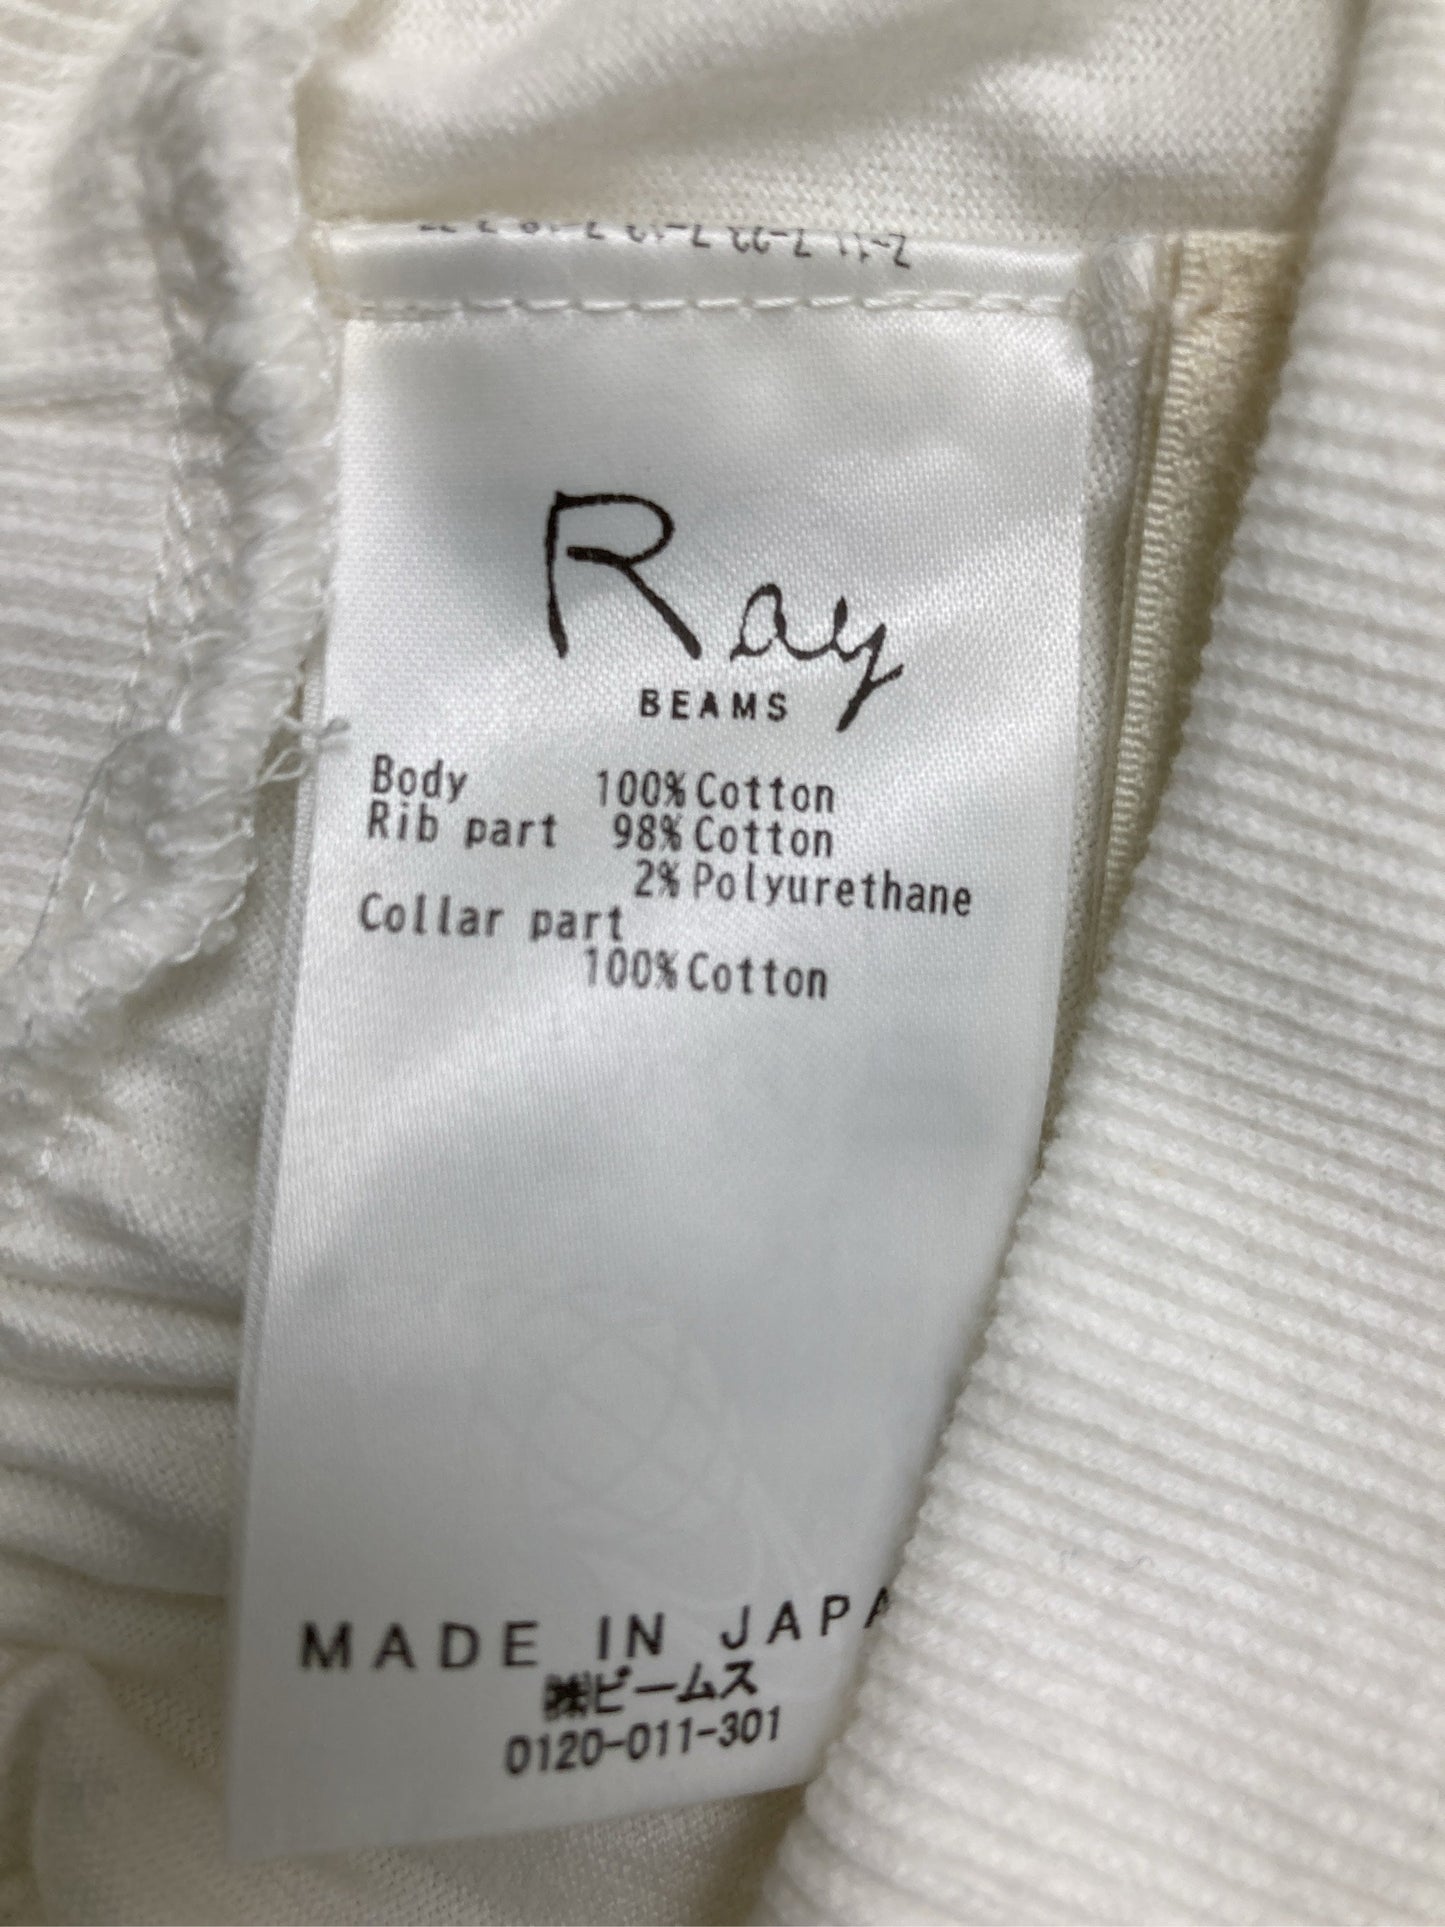 Ray
BEAMS
Body 100% Cotton
Rib part 98% Cotton
2% Polyurethane
Collar part
100% Cotton
MADE IN JAPA
㈱ビームス
0120-011-301